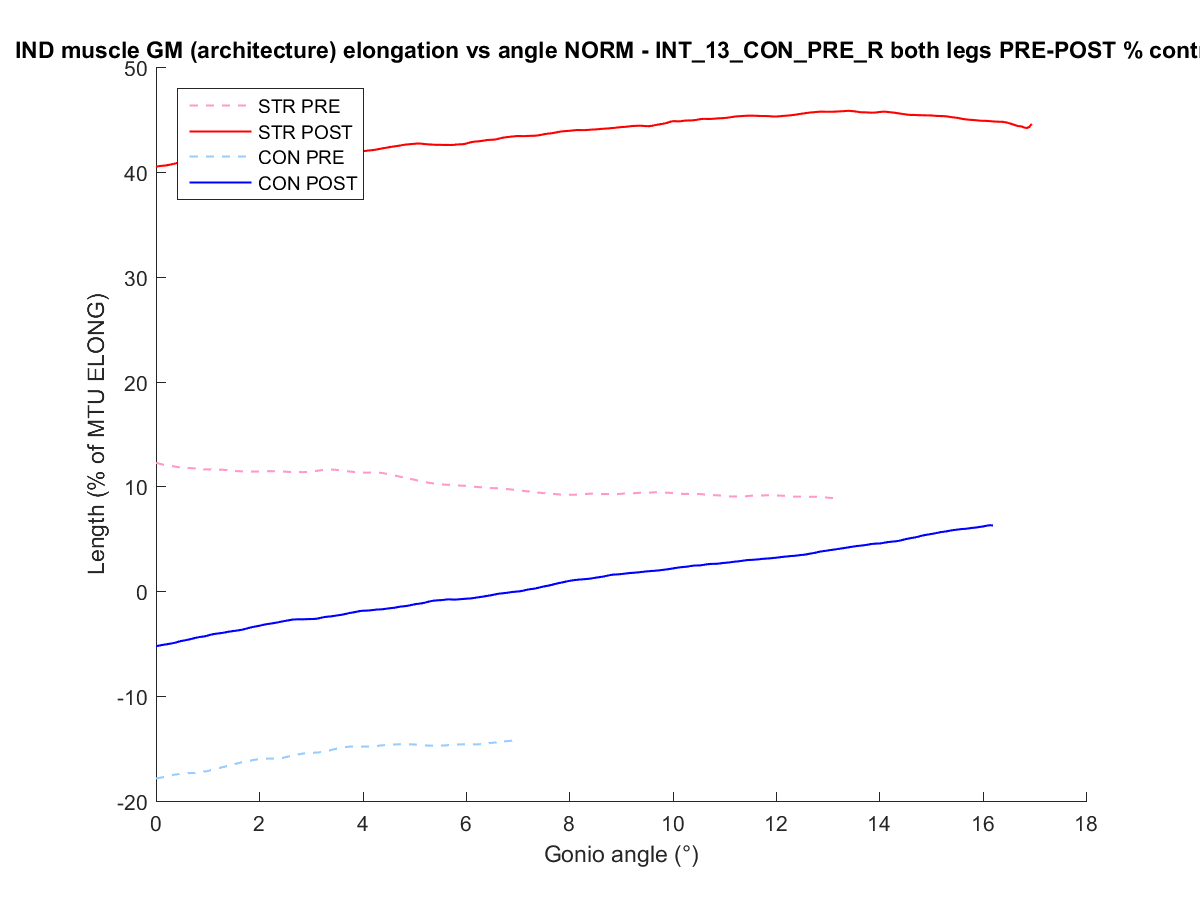 IND muscle GM (architecture) elongation vs angle NORM - INT_13_CON_PRE_R both legs PRE-POST % contr
50
40
30
20
10
0
-10
-20
Length (% of MTU ELONG)
STR PRE
STR POST
CON PRE
CON POST
0 2 4 6 8 10 12 14 16 18
Gonio angle (°)